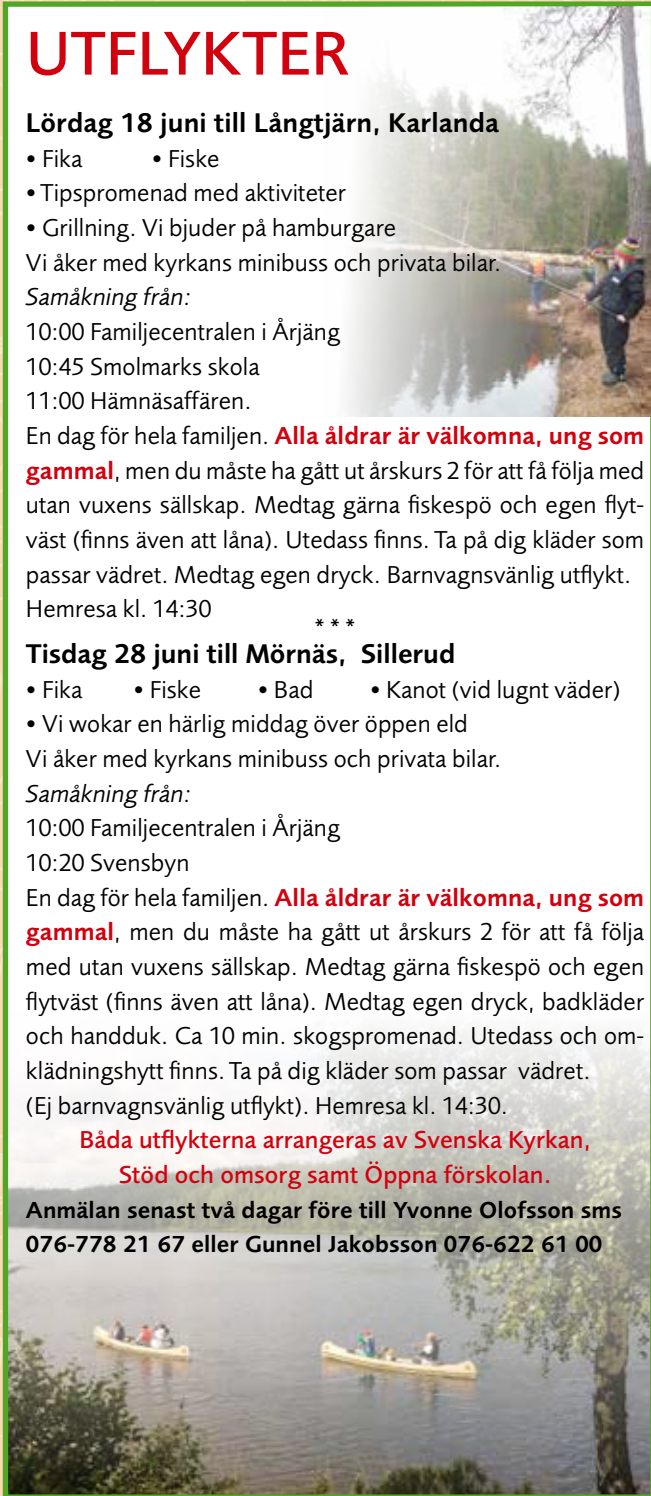 UTFLYKTER
Lördag 18 juni till Långtjärn, Karlanda
• Fika • Fiske
• Tipspromenad med aktiviteter
• Grillning. Vi bjuder på hamburgare
Vi åker med kyrkans minibuss och privata bilar.
Samåkning från:
10:00 Familjecentralen i Årjäng
10:45 Smolmarks skola
11:00 Hämnäsaffären.
En dag för hela familjen. Alla åldrar är välkomna, ung som
gammal, men du måste ha gått ut årskurs 2 för att få följa med
utan vuxens sällskap. Medtag gärna fiskespö och egen flyt-
väst (finns även att låna). Utedass finns. Ta på dig kläder som
passar vädret. Medtag egen dryck. Barnvagnsvänlig utflykt.
Hemresa kl. 14:30
* * *
Tisdag 28 juni till Mörnäs, Sillerud
• Fika • Fiske • Bad • Kanot (vid lugnt väder)
• Vi wokar en härlig middag över öppen eld
Vi åker med kyrkans minibuss och privata bilar.
Samåkning från:
10:00 Familjecentralen i Årjäng
10:20 Svensbyn
En dag för hela familjen. Alla åldrar är välkomna, ung som
gammal, men du måste ha gått ut årskurs 2 för att få följa
med utan vuxens sällskap. Medtag gärna fiskespö och egen
flytväst (finns även att låna). Medtag egen dryck, badkläder
och handduk. Ca 10 min. skogspromenad. Utedass och om-
klädningshytt finns. Ta på dig kläder som passar vädret.
(Ej barnvagnsvänlig utflykt). Hemresa kl. 14:30.
Båda utflykterna arrangeras av Svenska Kyrkan,
Stöd och omsorg samt Öppna förskolan.
Anmälan senast två dagar före till Yvonne Olofsson sms
076-778 21 67 eller Gunnel Jakobsson 076-622 61 00